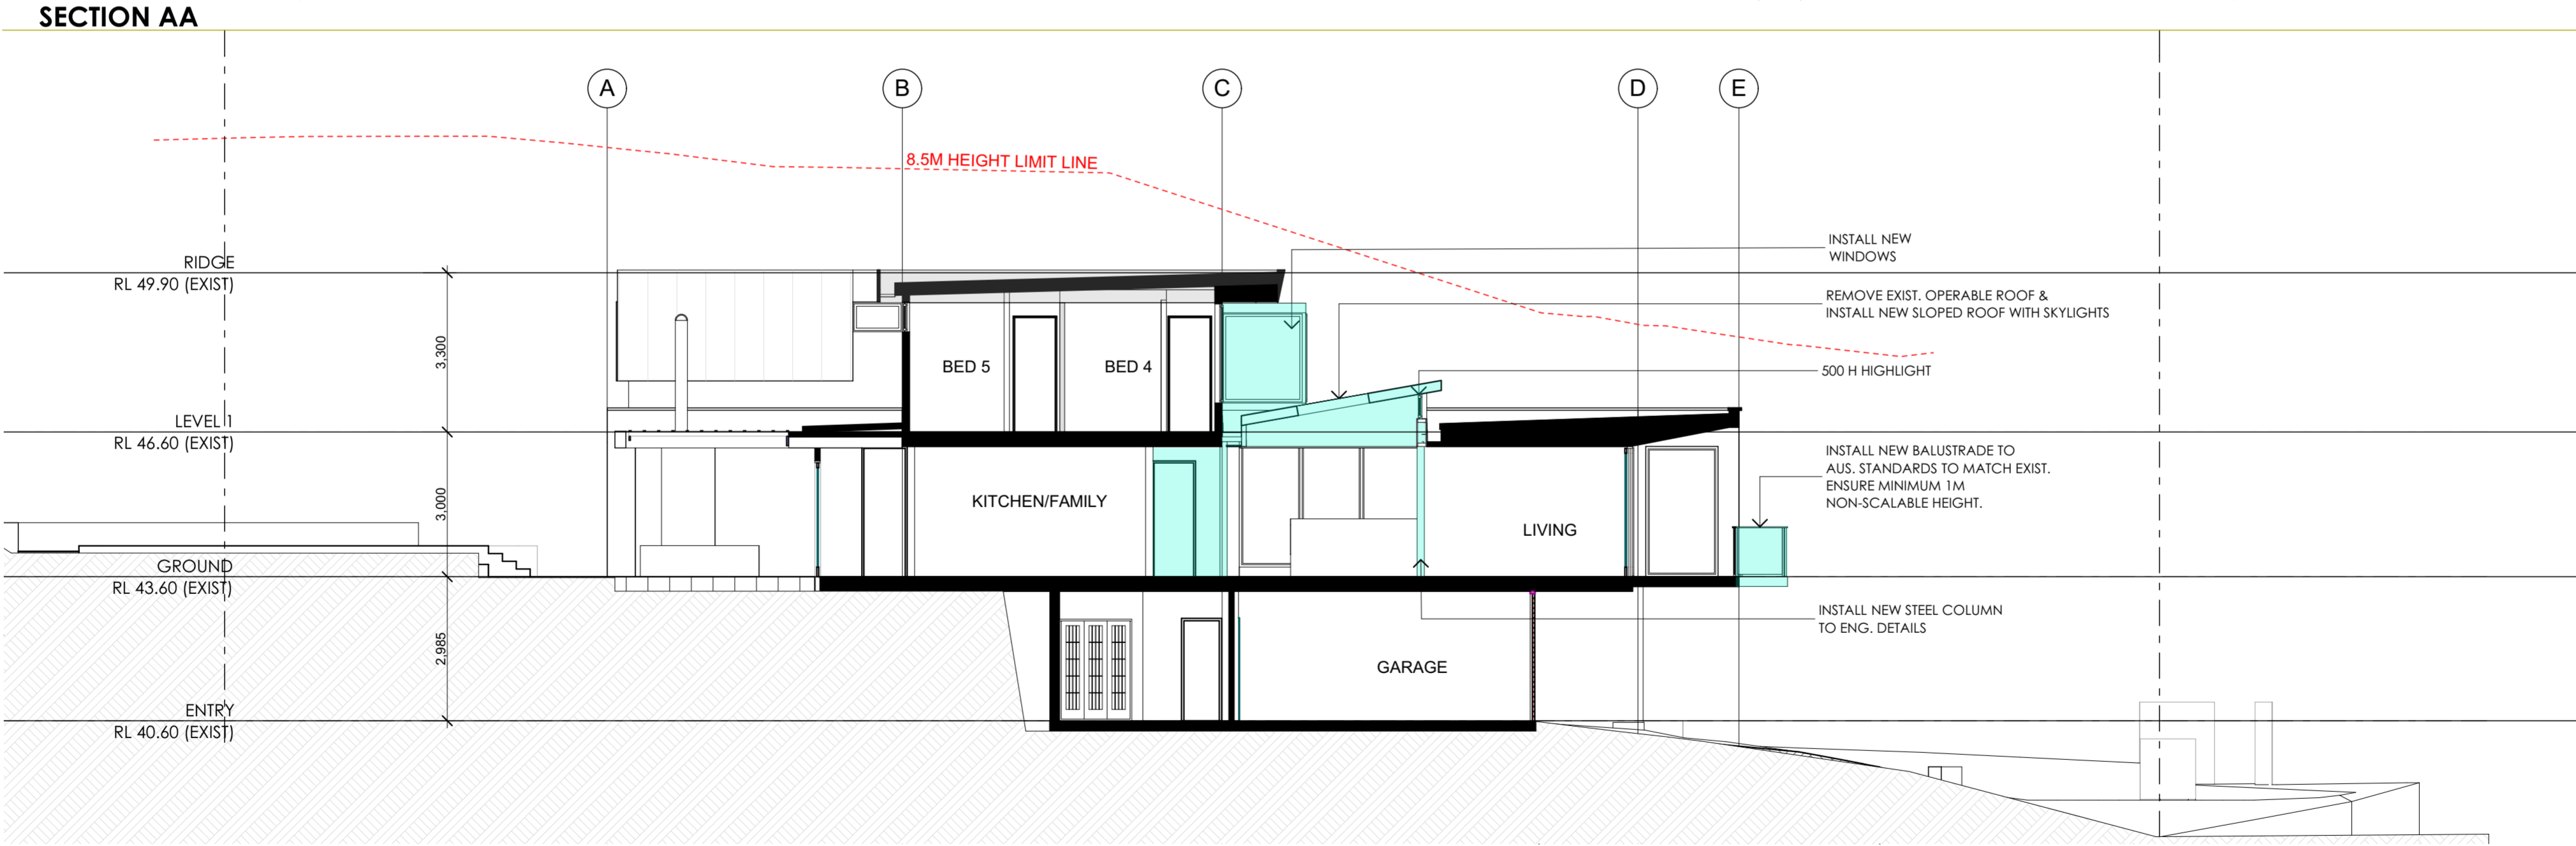 SECTION AA
A
B
C
D
E
8.5M HEIGHT LIMIT LINE
INSTALL NEW
WINDOWS
RIDGE
RL 49.90 (EXIST)
REMOVE EXIST. OPERABLE ROOF &
INSTALL NEW SLOPED ROOF WITH SKYLIGHTS
3,300
BED 5
BED 4
500 H HIGHLIGHT
LEVEL 1
RL 46.60 (EXIST)
INSTALL NEW BALUSTRADE TO
AUS. STANDARDS TO MATCH EXIST.
ENSURE MINIMUM 1M
NON-SCALABLE HEIGHT.
3,000
KITCHEN/FAMILY
LIVING
GROUND
RL 43.60 (EXIST)
INSTALL NEW STEEL COLUMN
TO ENG. DETAILS
2,985
GARAGE
ENTRY
RL 40.60 (EXIST)